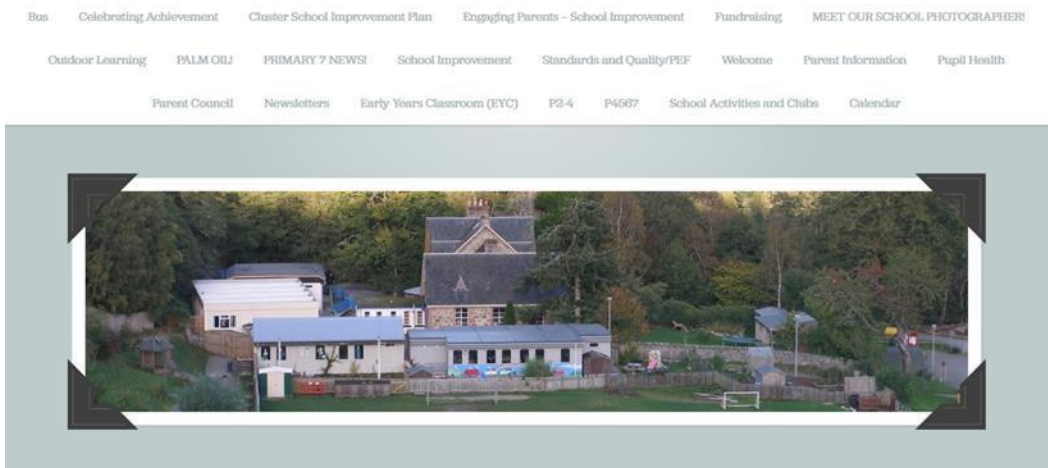 Bus Celebrating Achievement Cluster School Improvement Plan Engaging Parents – School Improvement Fundraising MEET OUR SCHOOL PHOTOGRAPHER!
Outdoor Learning PALM OIL! PRIMARY 7 NEWS! School Improvement Standards and Quality/PEF Welcome Parent Information Pupil Health
Parent Council Newsletters Early Years Classroom (EYC) P2-4 P4567 School Activities and Clubs Calendar